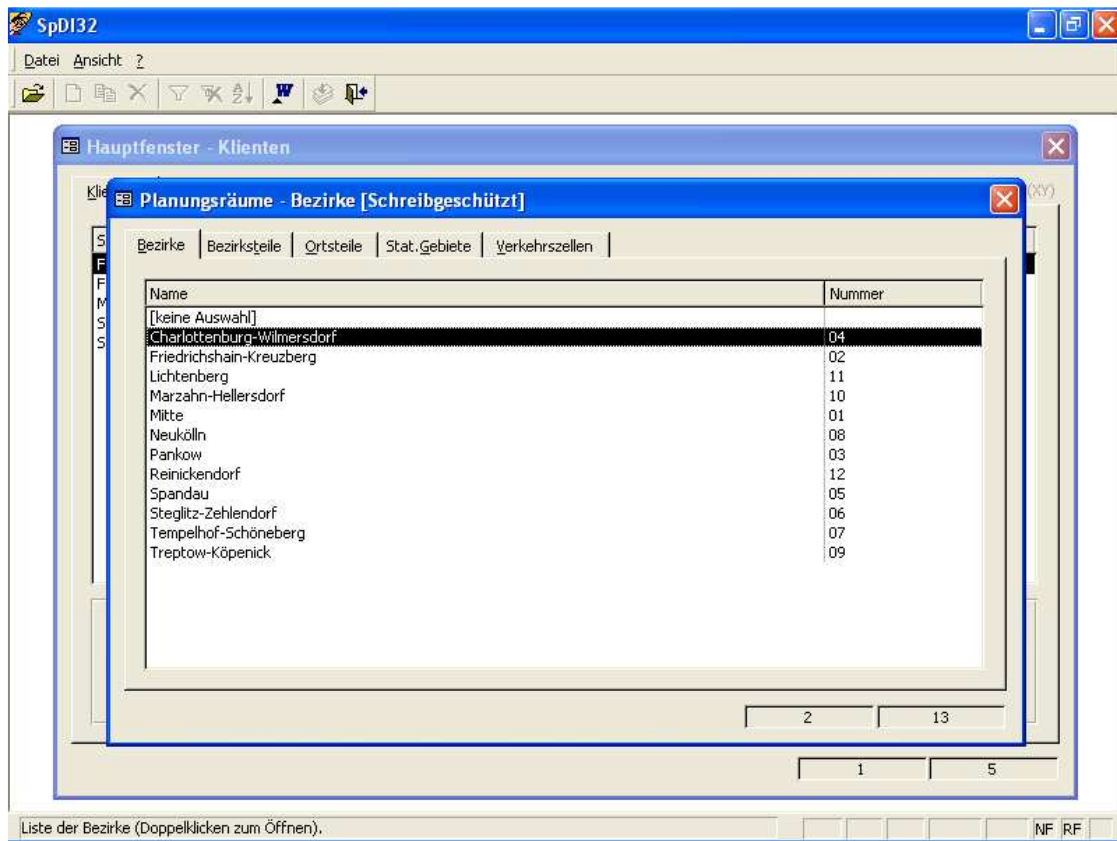 SpDI32
Datei Ansicht ?
Hauptfenster - Klienten
Planungsräume - Bezirke [Schreibgeschützt]
Bezirke Bezirksteile Ortsteile Stat.Gebiete Verkehrszellen
Name Nummer
[keine Auswahl]
Charlottenburg-Wilmersdorf 04
Friedrichshain-Kreuzberg 02
Lichtenberg 11
Marzahn-Hellersdorf 10
Mitte 01
Neukölln 08
Pankow 03
Reinickendorf 12
Spandau 05
Steglitz-Zehlendorf 06
Tempelhof-Schöneberg 07
Treptow-Köpenick 09
2 13
1 5
Liste der Bezirke (Doppelklicken zum Öffnen). NF RF